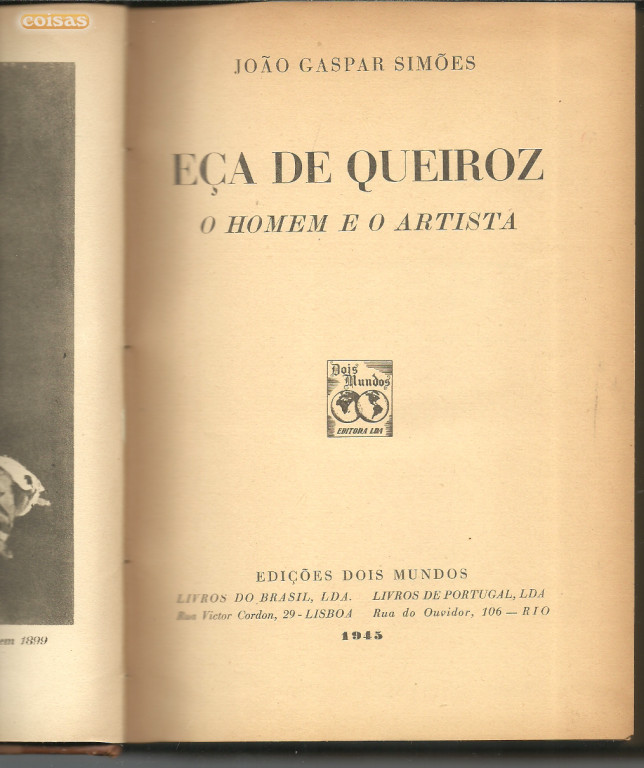 coisas
JOÃO GASPAR SIMÕES
EÇA DE QUEIROZ
O HOMEM E O ARTISTA
Dois
Mundos
EDITORA LDA
EDIÇÕES DOIS MUNDOS
LIVROS DO BRASIL, LDA. LIVROS DE PORTUGAL, LDA
Rua Victor Cordon, 29 - LISBOA Rua do Ouvidor, 106 — RIO
1945
em 1899